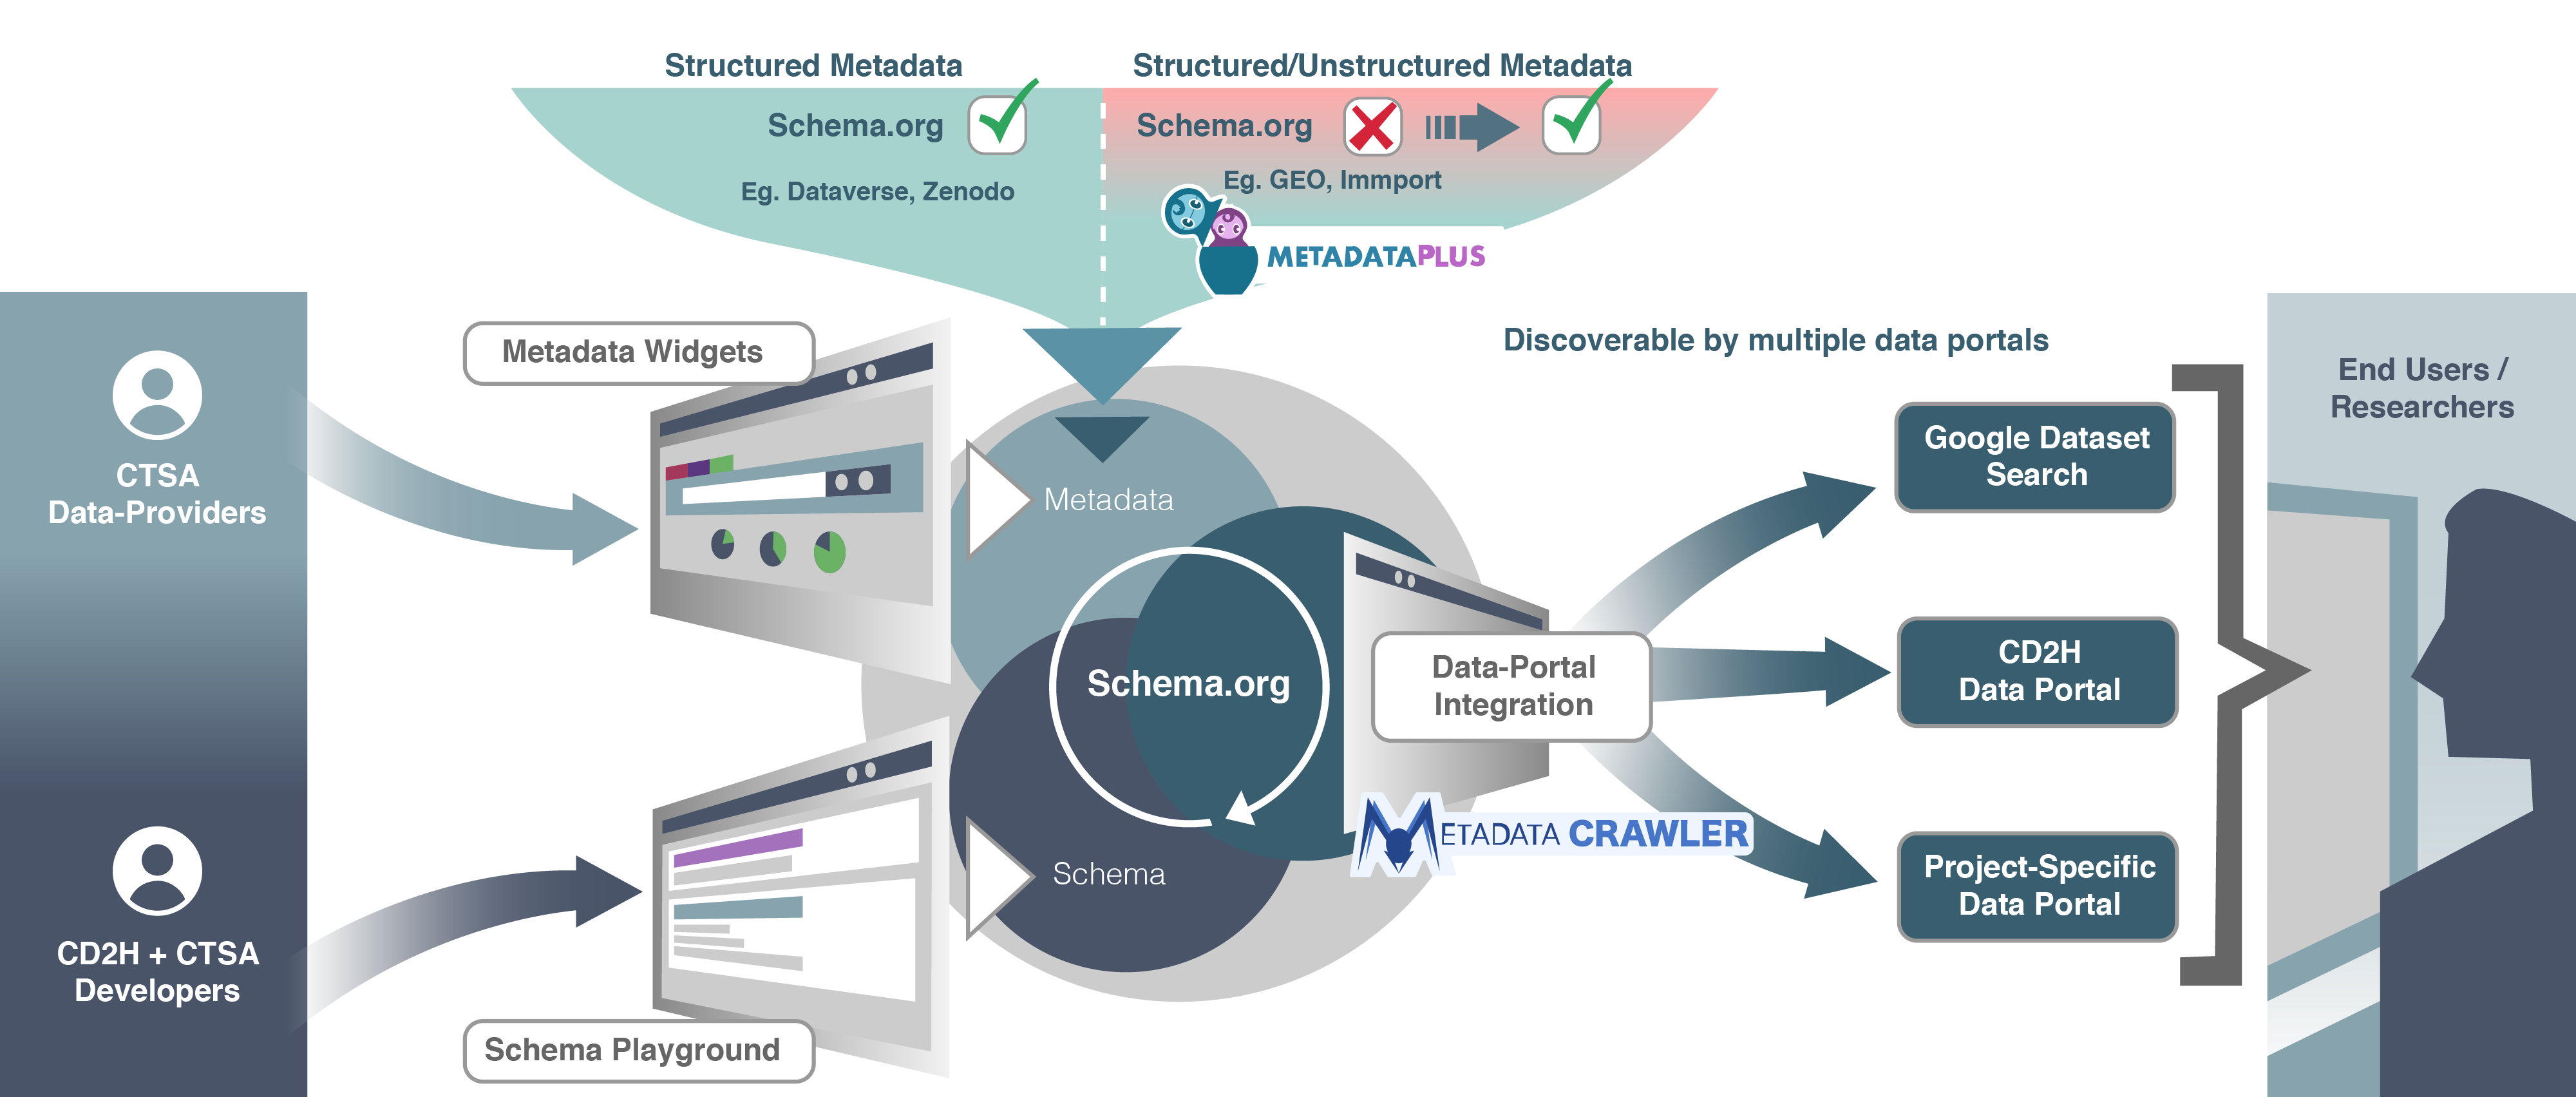 Structured Metadata
Schema.org
Eg. Dataverse, Zenodo
Structured/Unstructured Metadata
Schema.org
Eg. GEO, Immport
METADATAPLUS
CTSA
Data-Providers
CD2H + CTSA
Developers
Metadata Widgets
Schema Playground
Metadata
Schema.org
Schema
Data-Portal
Integration
METADATA CRAWLER
Discoverable by multiple data portals
Google Dataset
Search
CD2H
Data Portal
Project-Specific
Data Portal
End Users /
Researchers